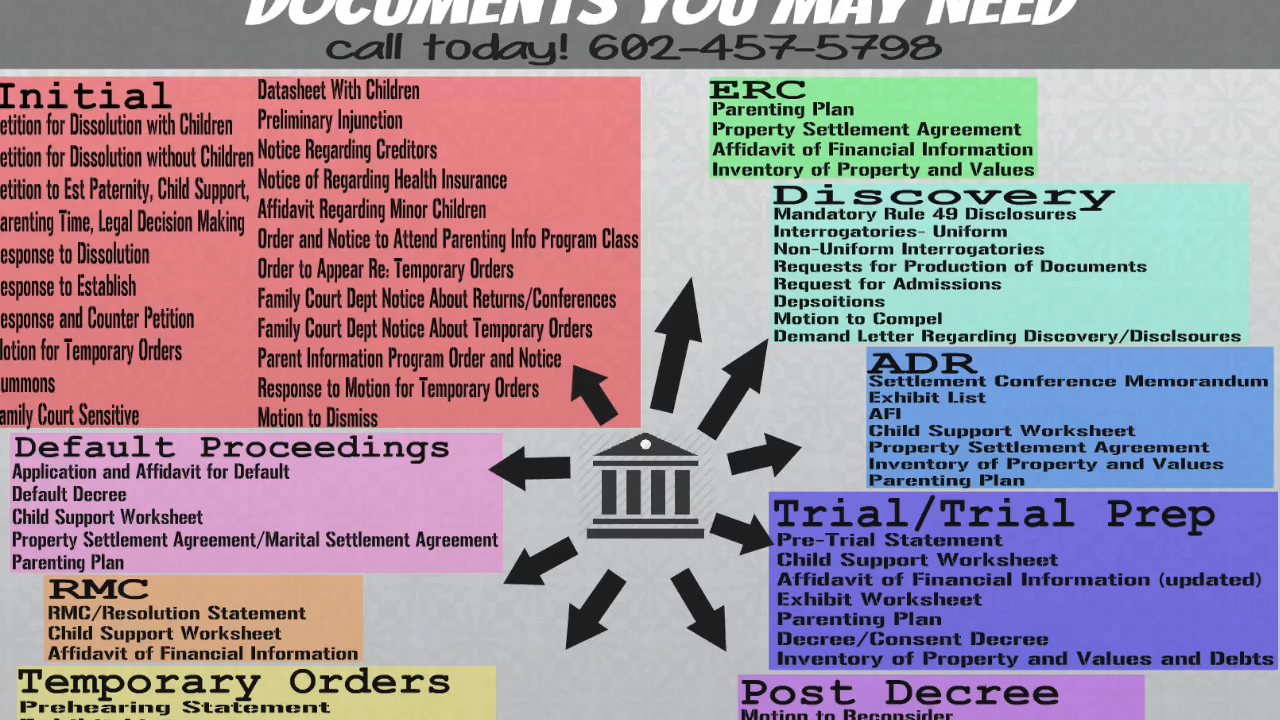 DOCUMENTS YOU MAY NEED
call today! 602-457-5798
Initial
etition for Dissolution with Children
etition for Dissolution without Children
etition to Est Paternity, Child Support,
arenting Time, Legal Decision Making
esponse to Dissolution
esponse to Establish
esponse and Counter Petition
otion for Temporary Orders
ummons
amily Court Sensitive
Datasheet With Children
Preliminary Injunction
Notice Regarding Creditors
Notice of Regarding Health Insurance
Affidavit Regarding Minor Children
Order and Notice to Attend Parenting Info Program Class
Order to Appear Re: Temporary Orders
Family Court Dept Notice About Returns/Conferences
Family Court Dept Notice About Temporary Orders
Parent Information Program Order and Notice
Response to Motion for Temporary Orders
Motion to Dismiss
Default Proceedings
Application and Affidavit for Default
Default Decree
Child Support Worksheet
Property Settlement Agreement/Marital Settlement Agreement
Parenting Plan
RMC
RMC/Resolution Statement
Child Support Worksheet
Affidavit of Financial Information
Temporary Orders
Prehearing Statement
ERC
Parenting Plan
Property Settlement Agreement
Affidavit of Financial Information
Inventory of Property and Values
Discovery
Mandatory Rule 49 Disclosures
Interrogatories- Uniform
Non-Uniform Interrogatories
Requests for Production of Documents
Request for Admissions
Depsoitions
Motion to Compel
Demand Letter Regarding Discovery/Disclsoures
ADR
Settlement Conference Memorandum
Exhibit List
AFI
Child Support Worksheet
Property Settlement Agreement
Inventory of Property and Values
Parenting Plan
Trial/Trial Prep
Pre-Trial Statement
Child Support Worksheet
Affidavit of Financial Information (updated)
Exhibit Worksheet
Parenting Plan
Decree/Consent Decree
Inventory of Property and Values and Debts
Post Decree
Motion to Reconsider